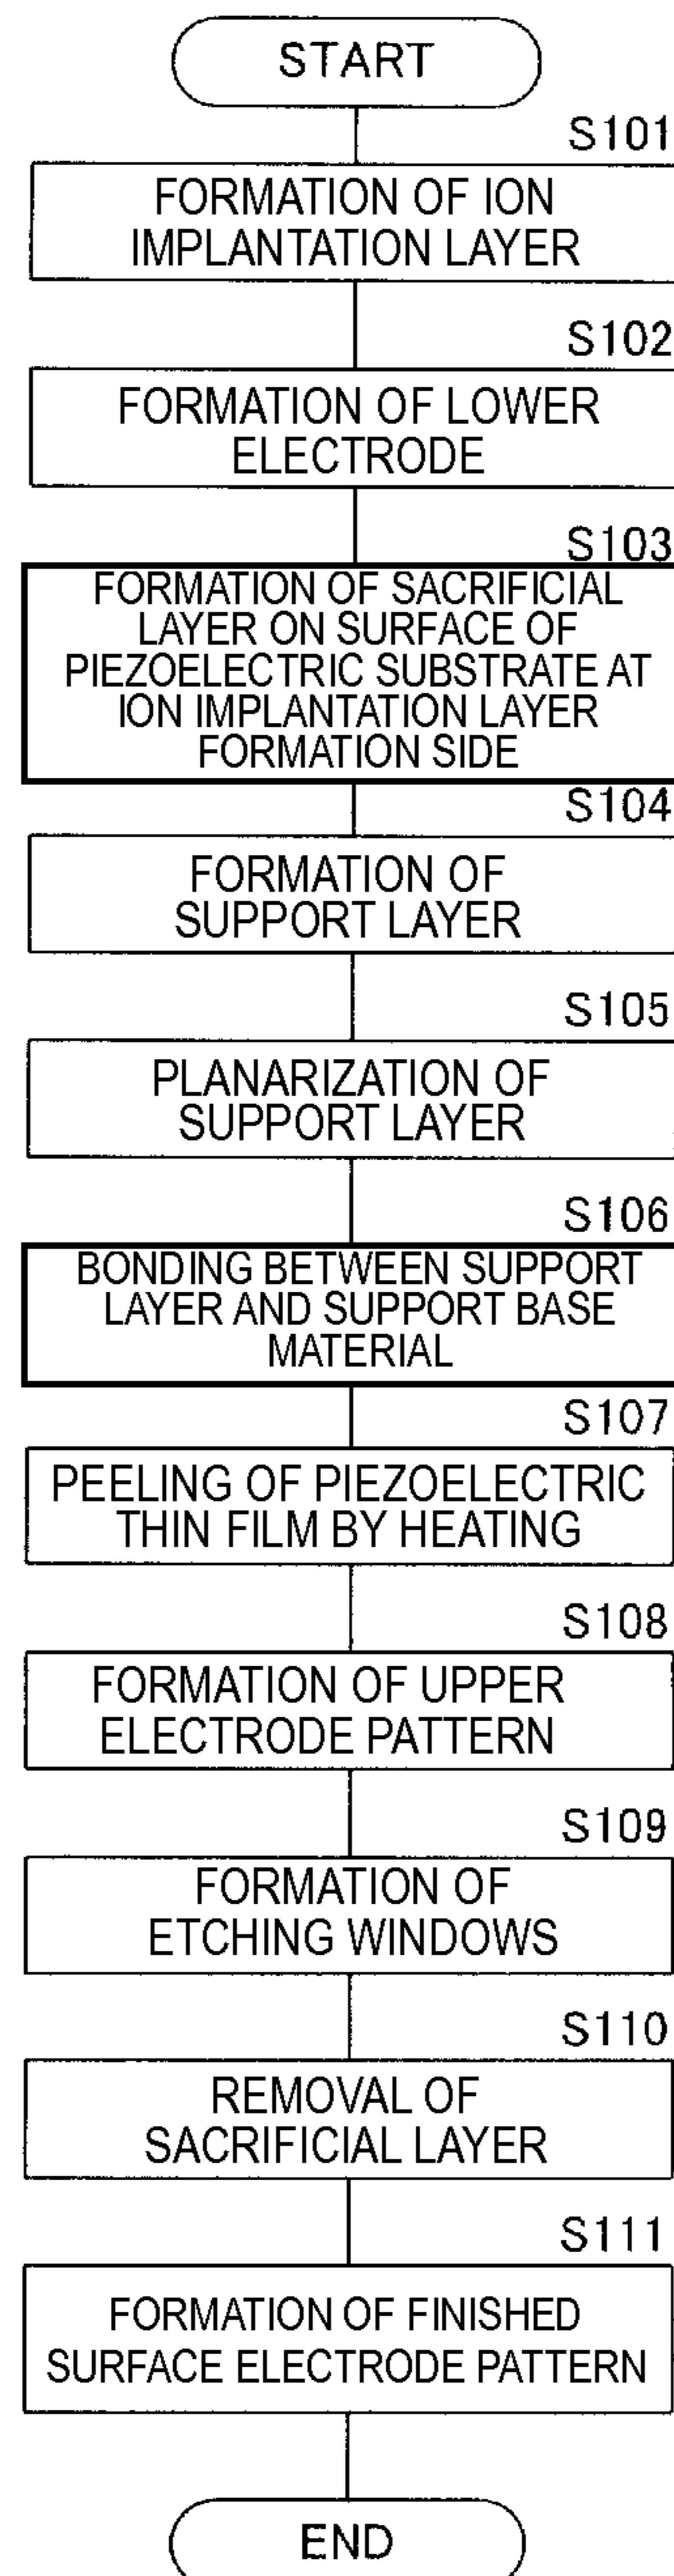 START
S101
FORMATION OF ION
IMPLANTATION LAYER
S102
FORMATION OF LOWER
ELECTRODE
S103
FORMATION OF SACRIFICIAL
LAYER ON SURFACE OF
PIEZOELECTRIC SUBSTRATE AT
ION IMPLANTATION LAYER
FORMATION SIDE
S104
FORMATION OF
SUPPORT LAYER
S105
PLANARIZATION OF
SUPPORT LAYER
S106
BONDING BETWEEN SUPPORT
LAYER AND SUPPORT BASE
MATERIAL
S107
PEELING OF PIEZOELECTRIC
THIN FILM BY HEATING
S108
FORMATION OF UPPER
ELECTRODE PATTERN
S109
FORMATION OF
ETCHING WINDOWS
S110
REMOVAL OF
SACRIFICIAL LAYER
S111
FORMATION OF FINISHED
SURFACE ELECTRODE PATTERN
END